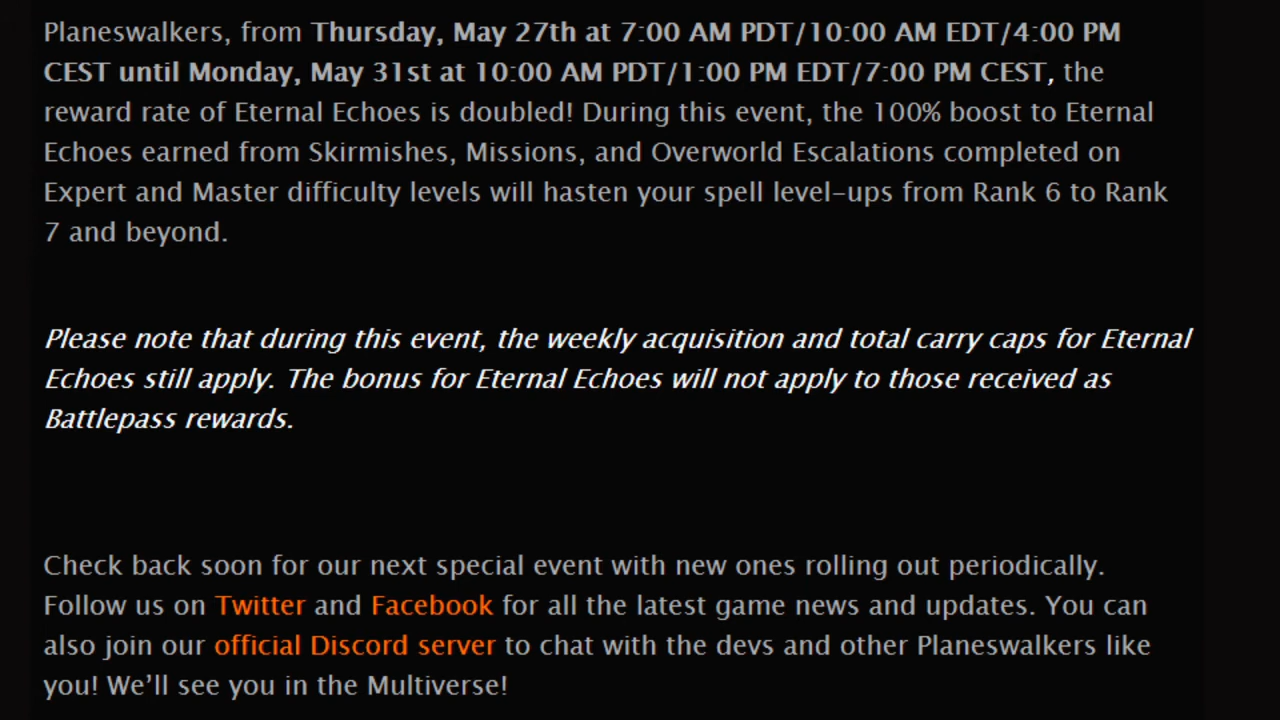 Planeswalkers, from Thursday, May 27th at 7:00 AM PDT/10:00 AM EDT/4:00 PM
CEST until Monday, May 31st at 10:00 AM PDT/1:00 PM EDT/7:00 PM CEST, the
reward rate of Eternal Echoes is doubled! During this event, the 100% boost to Eternal
Echoes earned from Skirmishes, Missions, and Overworld Escalations completed on
Expert and Master difficulty levels will hasten your spell level-ups from Rank 6 to Rank
7 and beyond.
Please note that during this event, the weekly acquisition and total carry caps for Eternal
Echoes still apply. The bonus for Eternal Echoes will not apply to those received as
Battlepass rewards.
Check back soon for our next special event with new ones rolling out periodically.
Follow us on Twitter and Facebook for all the latest game news and updates. You can
also join our official Discord server to chat with the devs and other Planeswalkers like
you! We’ll see you in the Multiverse!